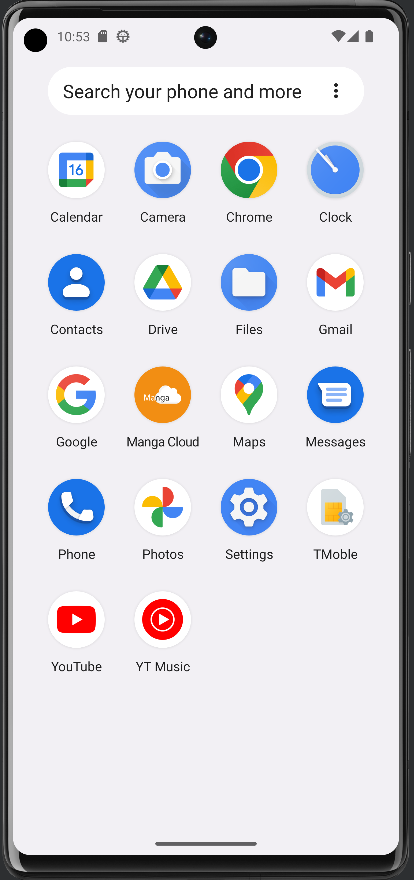 10:53
Search your phone and more
16
Calendar Camera Chrome Clock
Contacts Drive Files Gmail
Manga
Google Manga Cloud Maps Messages
Phone Photos Settings TMoble
YouTube YT Music